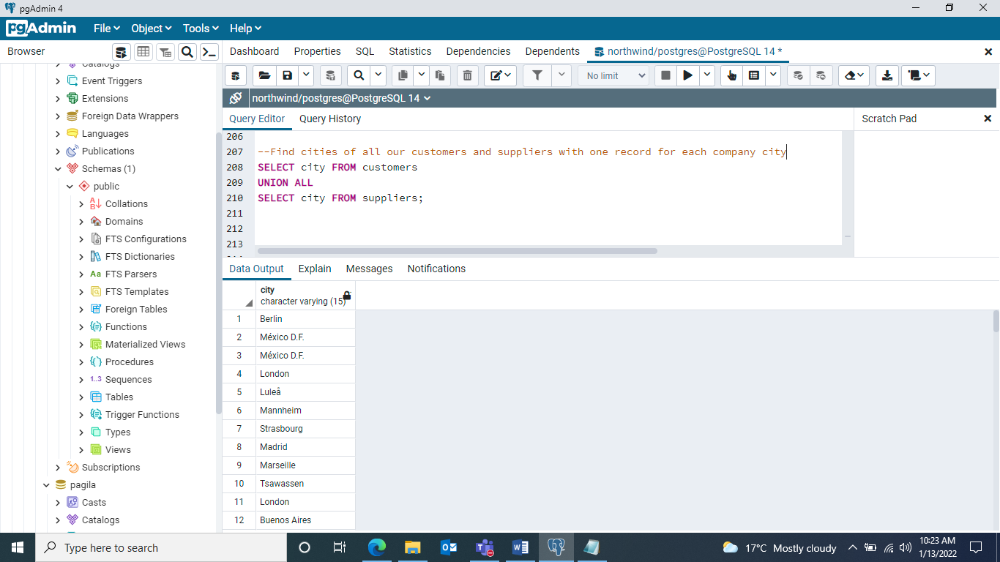 pgAdmin 4
pgAdmin File Object Tools Help
Browser
Dashboard Properties SQL Statistics Dependencies Dependents northwind/postgres@PostgreSQL 14 *
Catalogs
Event Triggers
Extensions
Foreign Data Wrappers
Languages
Publications
Schemas (1)
public
Collations
Domains
FTS Configurations
FTS Dictionaries
Aa FTS Parsers
FTS Templates
Foreign Tables
Functions
Materialized Views
Procedures
1..3 Sequences
Tables
Trigger Functions
Types
Views
Subscriptions
pagila
Casts
Catalogs
No limit
northwind/postgres@PostgreSQL 14
Query Editor Query History
Scratch Pad
206
207 --Find cities of all our customers and suppliers with one record for each company city
208 SELECT city FROM customers
209 UNION ALL
210 SELECT city FROM suppliers;
211
212
213
Data Output Explain Messages Notifications
city
character varying (15)
1 Berlin
2 México D.F.
3 México D.F.
4 London
5 Luleå
6 Mannheim
7 Strasbourg
8 Madrid
9 Marseille
10 Tsawassen
11 London
12 Buenos Aires
Type here to search
17°C Mostly cloudy
10:23 AM
1/13/2022